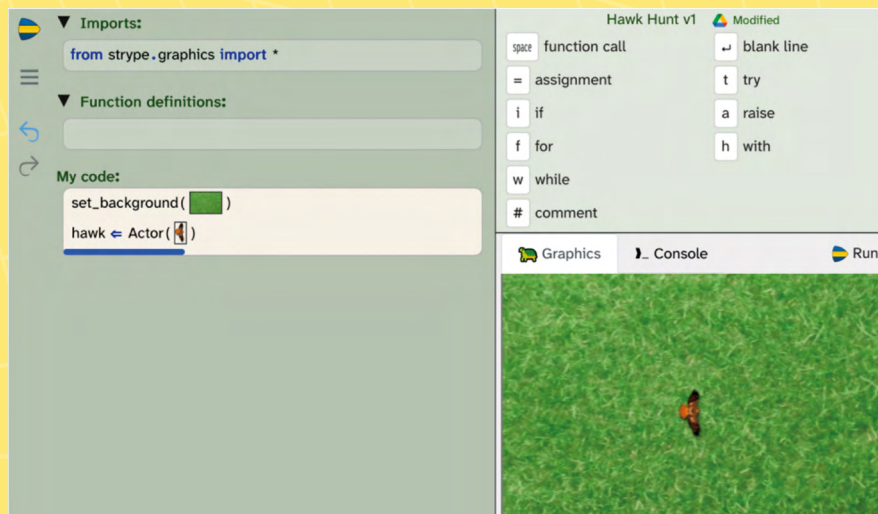 ▼ Imports:
from strype.graphics import *
▼ Function definitions:
My code:
set_background( )
hawk ⇐ Actor( )
Hawk Hunt v1 Modified
space function call
= assignment
i if
f for
w while
# comment
↵ blank line
t try
a raise
h with
Graphics
Console
Run